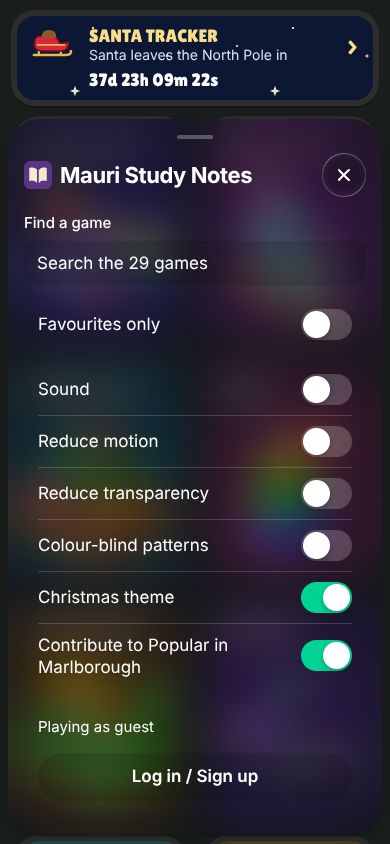 SANTA TRACKER
Santa leaves the North Pole in
37d 23h 09m 22s
Mauri Study Notes
Find a game
Search the 29 games
Favourites only
Sound
Reduce motion
Reduce transparency
Colour-blind patterns
Christmas theme
Contribute to Popular in
Marlborough
Playing as guest
Log in / Sign up